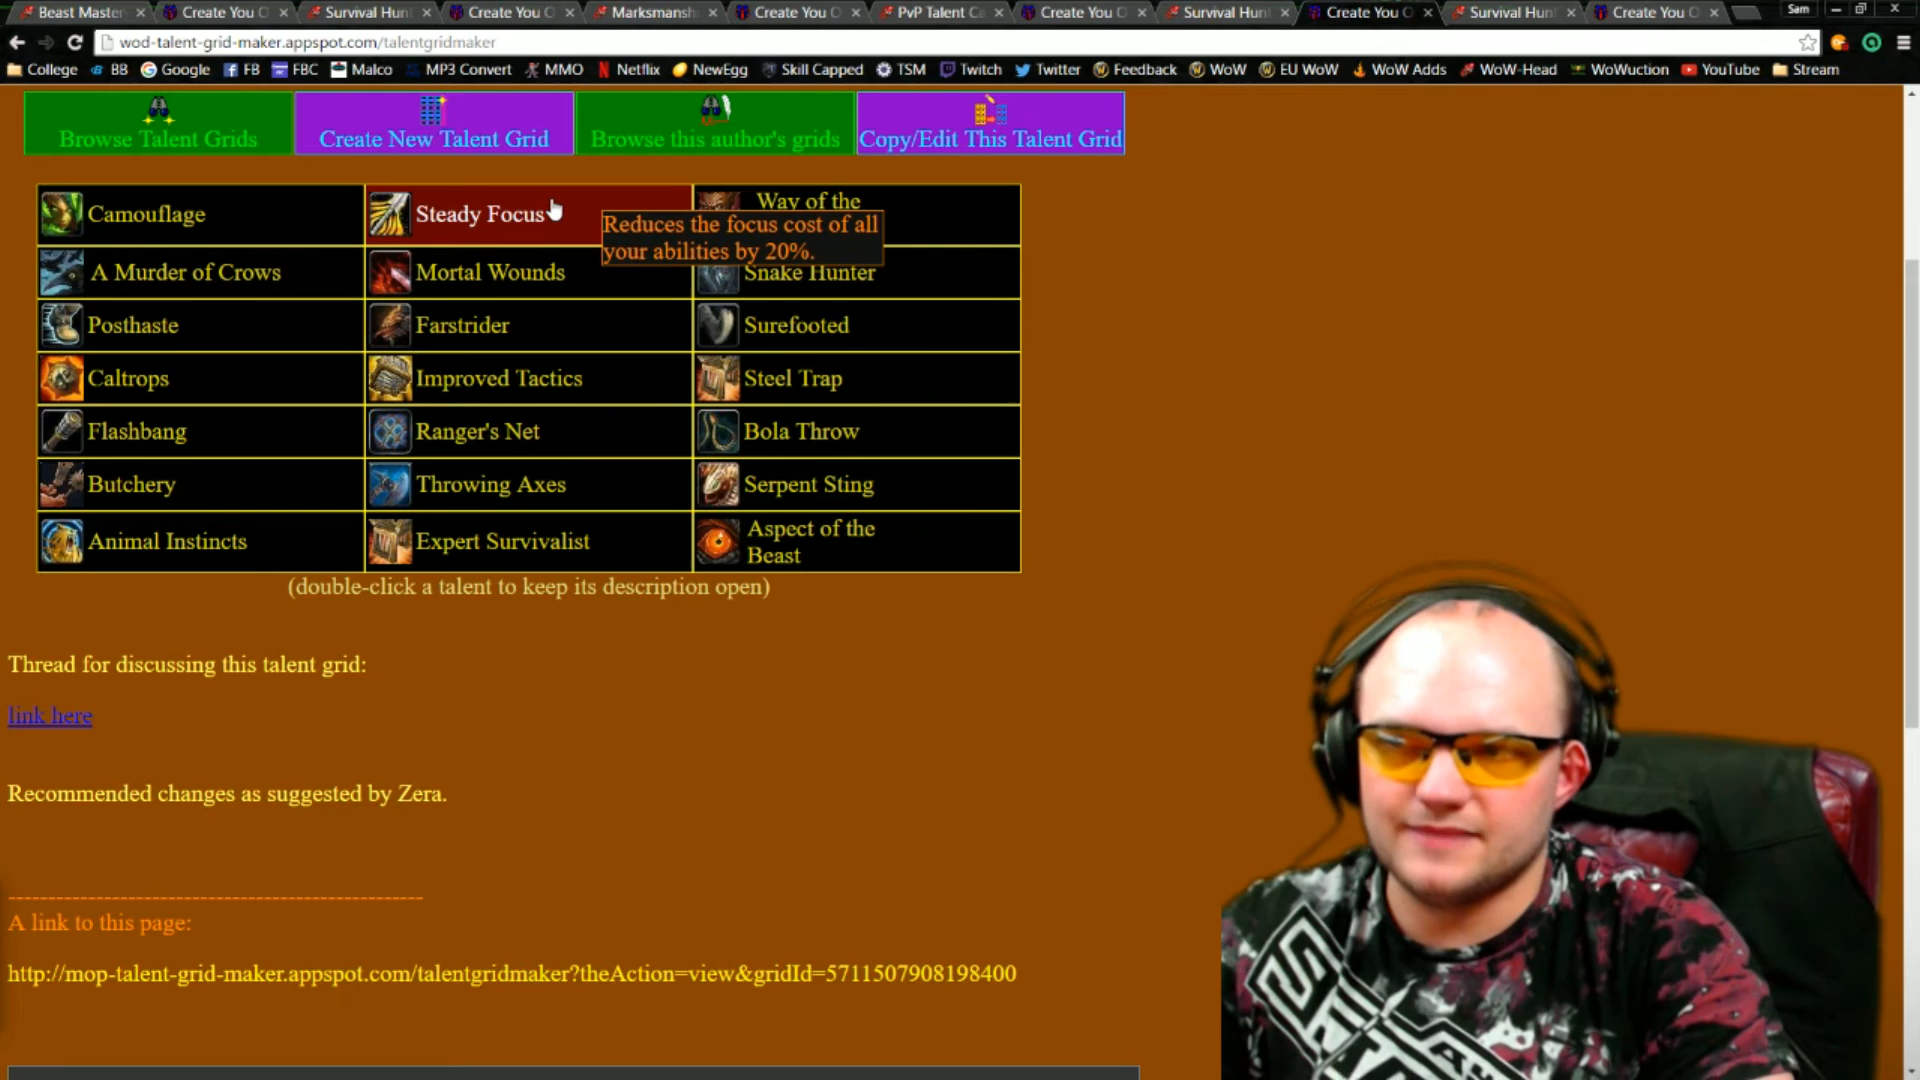 Beast Master
Create You O
Survival Hunt
Create You O
Marksmansh
Create You O
PvP Talent Ca
Create You O
Survival Hun
Create You O
Survival Hun
Create You O
Sam
wod-talent-grid-maker.appspot.com/talentgridmaker
College BB Google FB FBC Malco MP3 Convert MMO Netflix NewEgg Skill Capped TSM Twitch Twitter Feedback WoW EU WoW WoW Adds WoW-Head WoWuction YouTube Stream
Browse Talent Grids
Create New Talent Grid
Browse this author's grids
Copy/Edit This Talent Grid
Camouflage
Steady Focus
Way of the
Reduces the focus cost of all
your abilities by 20%.
A Murder of Crows
Mortal Wounds
Snake Hunter
Posthaste
Farstrider
Surefooted
Caltrops
Improved Tactics
Steel Trap
Flashbang
Ranger's Net
Bola Throw
Butchery
Throwing Axes
Serpent Sting
Animal Instincts
Expert Survivalist
Aspect of the
Beast
(double-click a talent to keep its description open)
Thread for discussing this talent grid:
link here
Recommended changes as suggested by Zera.
------------------------------------------------
A link to this page:
http://mop-talent-grid-maker.appspot.com/talentgridmaker?theAction=view&gridId=5711507908198400